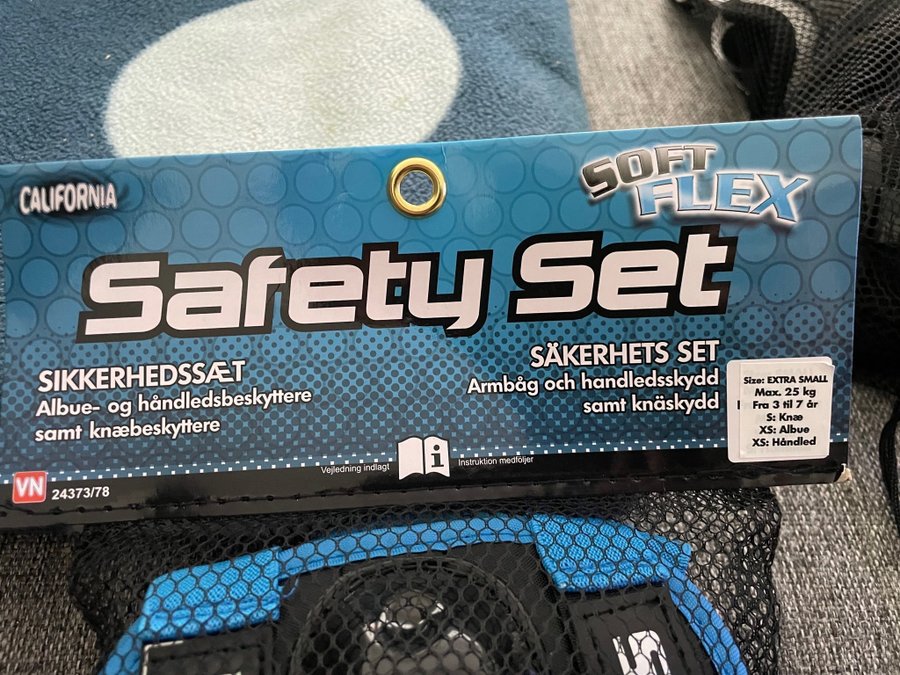 CALIFORNIA
SOFT
FLEX
Safety Set
SIKKERHEDSSÆT
Albue- og håndledsbeskyttere
samt knæbeskyttere
SÄKERHETS SET
Armbåg och handledsskydd
samt knäskydd
Size: EXTRA SMALL
Max. 25 kg
Fra 3 til 7 år
S: Knæ
XS: Albue
XS: Håndled
Vejledning indlagt
i
Instruktion medföljer
VN
24373/78
S